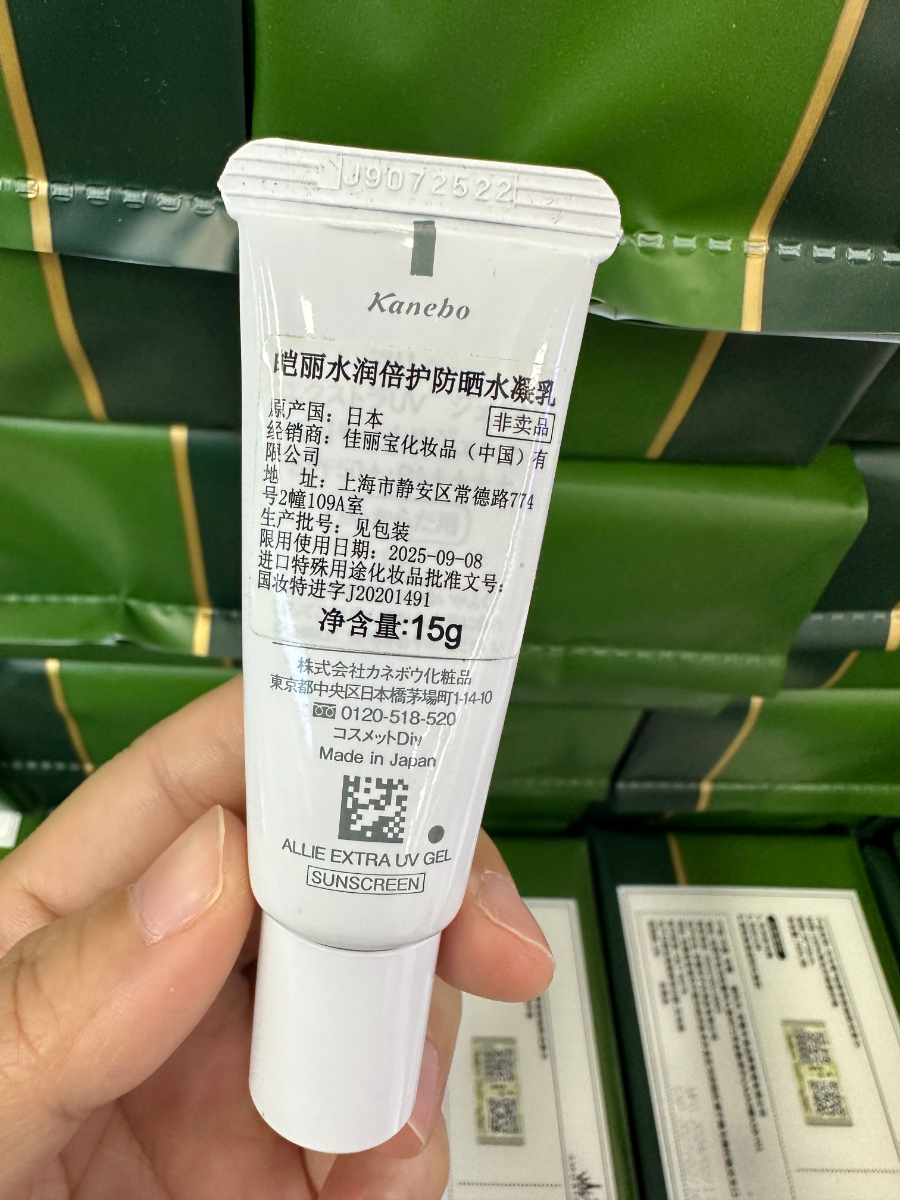 J9072522
Kanebo
皑丽水润倍护防晒水凝乳
原产国：日本
非卖品
经销商：佳丽宝化妆品（中国）有
限公司
地 址：上海市静安区常德路774
号2幢109A室
生产批号：见包装
限用使用日期：2025-09-08
进口特殊用途化妆品批准文号：
国妆特进字J20201491
净含量:15g
株式会社カネボウ化粧品
東京都中央区日本橋茅場町1-14-10
0120-518-520
コスメットDiv
Made in Japan
ALLIE EXTRA UV GEL
SUNSCREEN